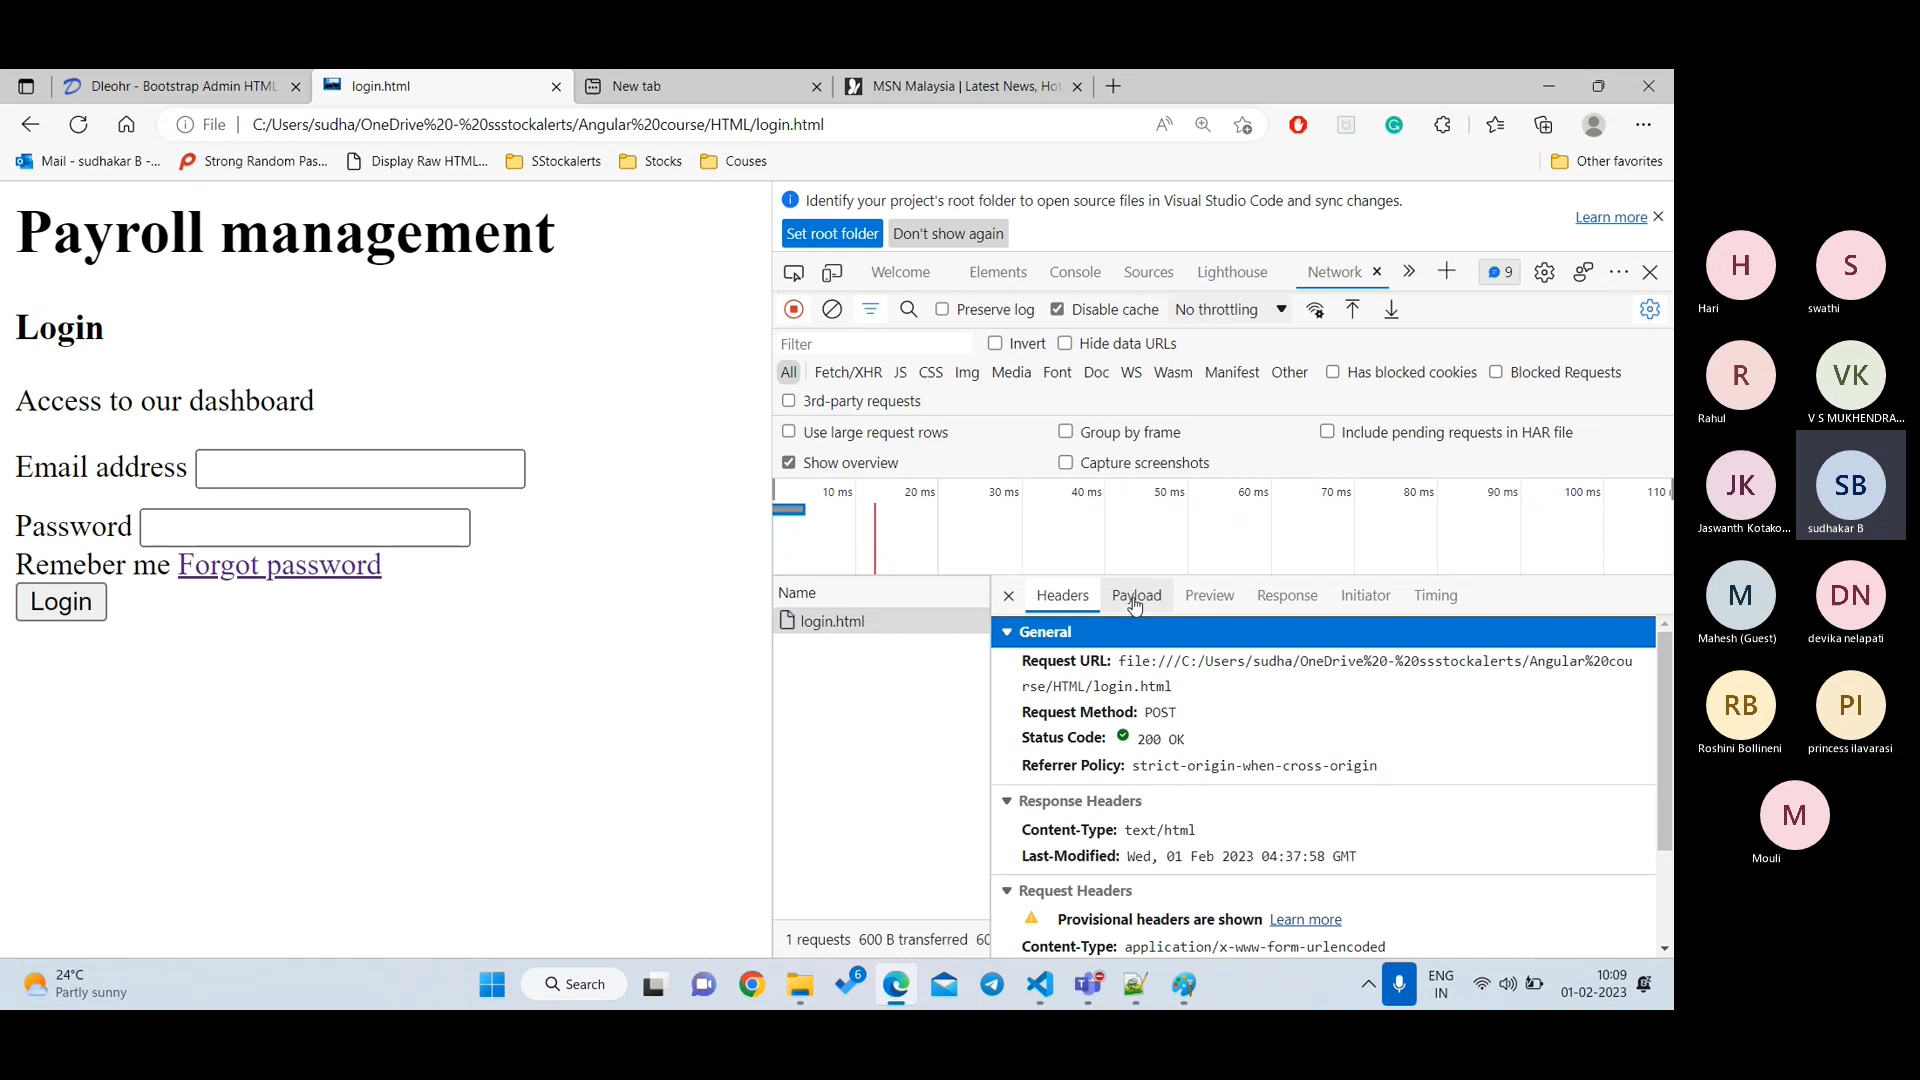 Dleohr - Bootstrap Admin HTML
login.html
New tab
MSN Malaysia | Latest News, Hot
File
C:/Users/sudha/OneDrive%20-%20ssstockalerts/Angular%20course/HTML/login.html
Mail - sudhakar B -...
Strong Random Pas...
Display Raw HTML...
SStockalerts
Stocks
Couses
Other favorites
Payroll management
Login
Access to our dashboard
Email address
Password
Remeber me Forgot password
Login
Identify your project's root folder to open source files in Visual Studio Code and sync changes.
Learn more
Set root folder
Don't show again
Welcome
Elements
Console
Sources
Lighthouse
Network
9
Preserve log
Disable cache
No throttling
Filter
Invert
Hide data URLs
All
Fetch/XHR
JS
CSS
Img
Media
Font
Doc
WS
Wasm
Manifest
Other
Has blocked cookies
Blocked Requests
3rd-party requests
Use large request rows
Group by frame
Include pending requests in HAR file
Show overview
Capture screenshots
10 ms
20 ms
30 ms
40 ms
50 ms
60 ms
70 ms
80 ms
90 ms
100 ms
110
Name
login.html
1 requests
600 B transferred
60
Headers
Payload
Preview
Response
Initiator
Timing
General
Request URL: file:///C:/Users/sudha/OneDrive%20-%20ssstockalerts/Angular%20cou
rse/HTML/login.html
Request Method: POST
Status Code: 200 OK
Referrer Policy: strict-origin-when-cross-origin
Response Headers
Content-Type: text/html
Last-Modified: Wed, 01 Feb 2023 04:37:58 GMT
Request Headers
Provisional headers are shown Learn more
Content-Type: application/x-www-form-urlencoded
24°C
Partly sunny
Search
6
ENG
IN
10:09
01-02-2023
H
Hari
S
swathi
R
Rahul
VK
V S MUKHENDRA...
JK
Jaswanth Kotako...
SB
sudhakar B
M
Mahesh (Guest)
DN
devika nelapati
RB
Roshini Bollineni
PI
princess ilavarasi
M
Mouli